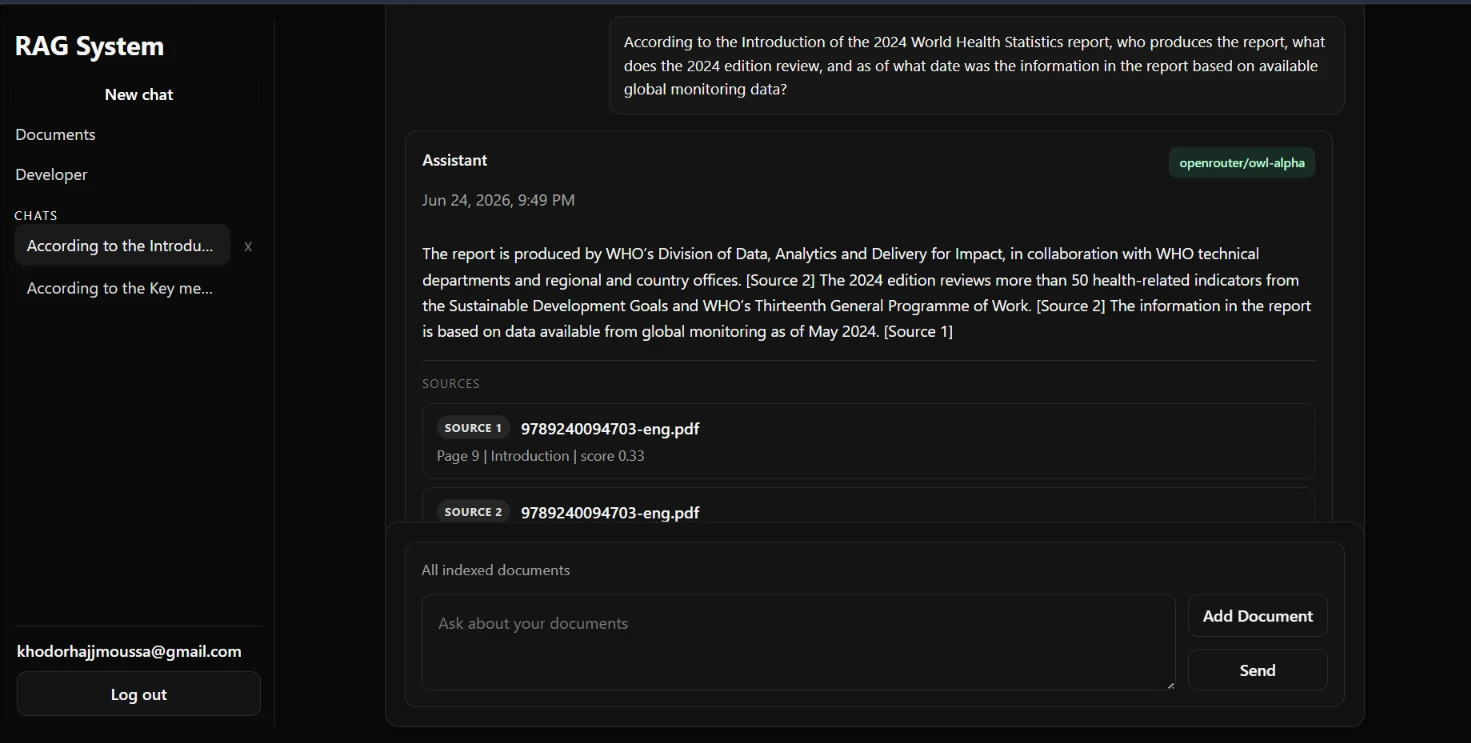 RAG System
New chat
Documents
Developer
CHATS
According to the Introdu...
x
According to the Key me...
khodorhajjmoussa@gmail.com
Log out
According to the Introduction of the 2024 World Health Statistics report, who produces the report, what
does the 2024 edition review, and as of what date was the information in the report based on available
global monitoring data?
Assistant
openrouter/owl-alpha
Jun 24, 2026, 9:49 PM
The report is produced by WHO’s Division of Data, Analytics and Delivery for Impact, in collaboration with WHO technical
departments and regional and country offices. [Source 2] The 2024 edition reviews more than 50 health-related indicators from
the Sustainable Development Goals and WHO’s Thirteenth General Programme of Work. [Source 2] The information in the report
is based on data available from global monitoring as of May 2024. [Source 1]
SOURCES
SOURCE 1 9789240094703-eng.pdf
Page 9 | Introduction | score 0.33
SOURCE 2 9789240094703-eng.pdf
All indexed documents
Ask about your documents
Add Document
Send